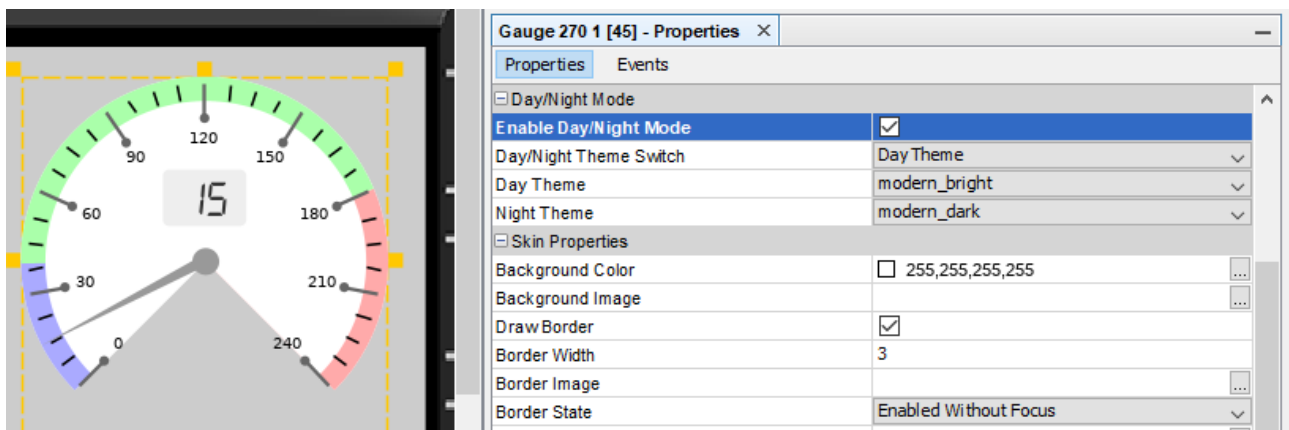 Gauge 270 1 [45] - Properties
Properties Events
Day/Night Mode
Enable Day/Night Mode
Day/Night Theme Switch Day Theme
Day Theme modern_bright
Night Theme modern_dark
Skin Properties
Background Color 255,255,255,255 ...
Background Image ...
Draw Border
Border Width 3
Border Image ...
Border State Enabled Without Focus
120
90 150
15
60 180
30 210
0 240